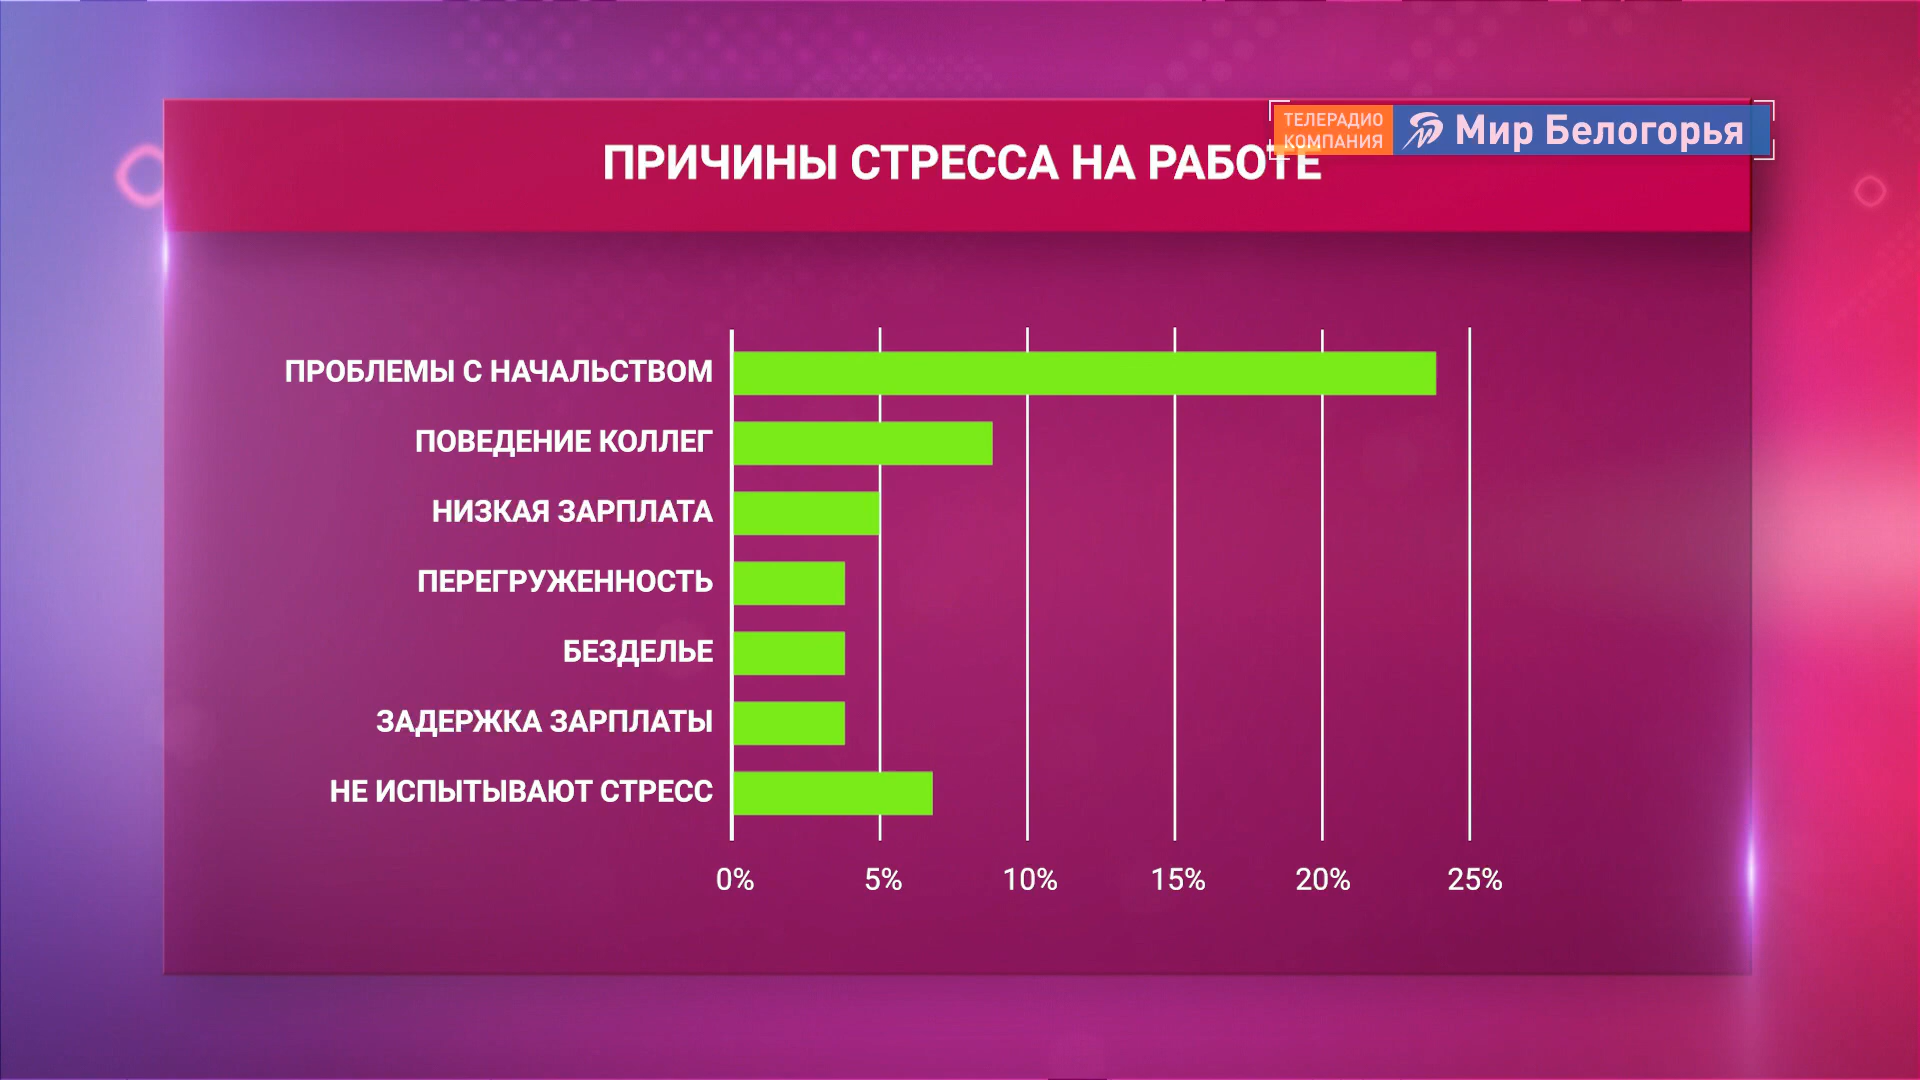 ТЕЛЕРАДИО
КОМПАНИЯ
Мир Белогорья
ПРИЧИНЫ СТРЕССА НА РАБОТЕ
ПРОБЛЕМЫ С НАЧАЛЬСТВОМ
ПОВЕДЕНИЕ КОЛЛЕГ
НИЗКАЯ ЗАРПЛАТА
ПЕРЕГРУЖЕННОСТЬ
БЕЗДЕЛЬЕ
ЗАДЕРЖКА ЗАРПЛАТЫ
НЕ ИСПЫТЫВАЮТ СТРЕСС
0% 5% 10% 15% 20% 25%